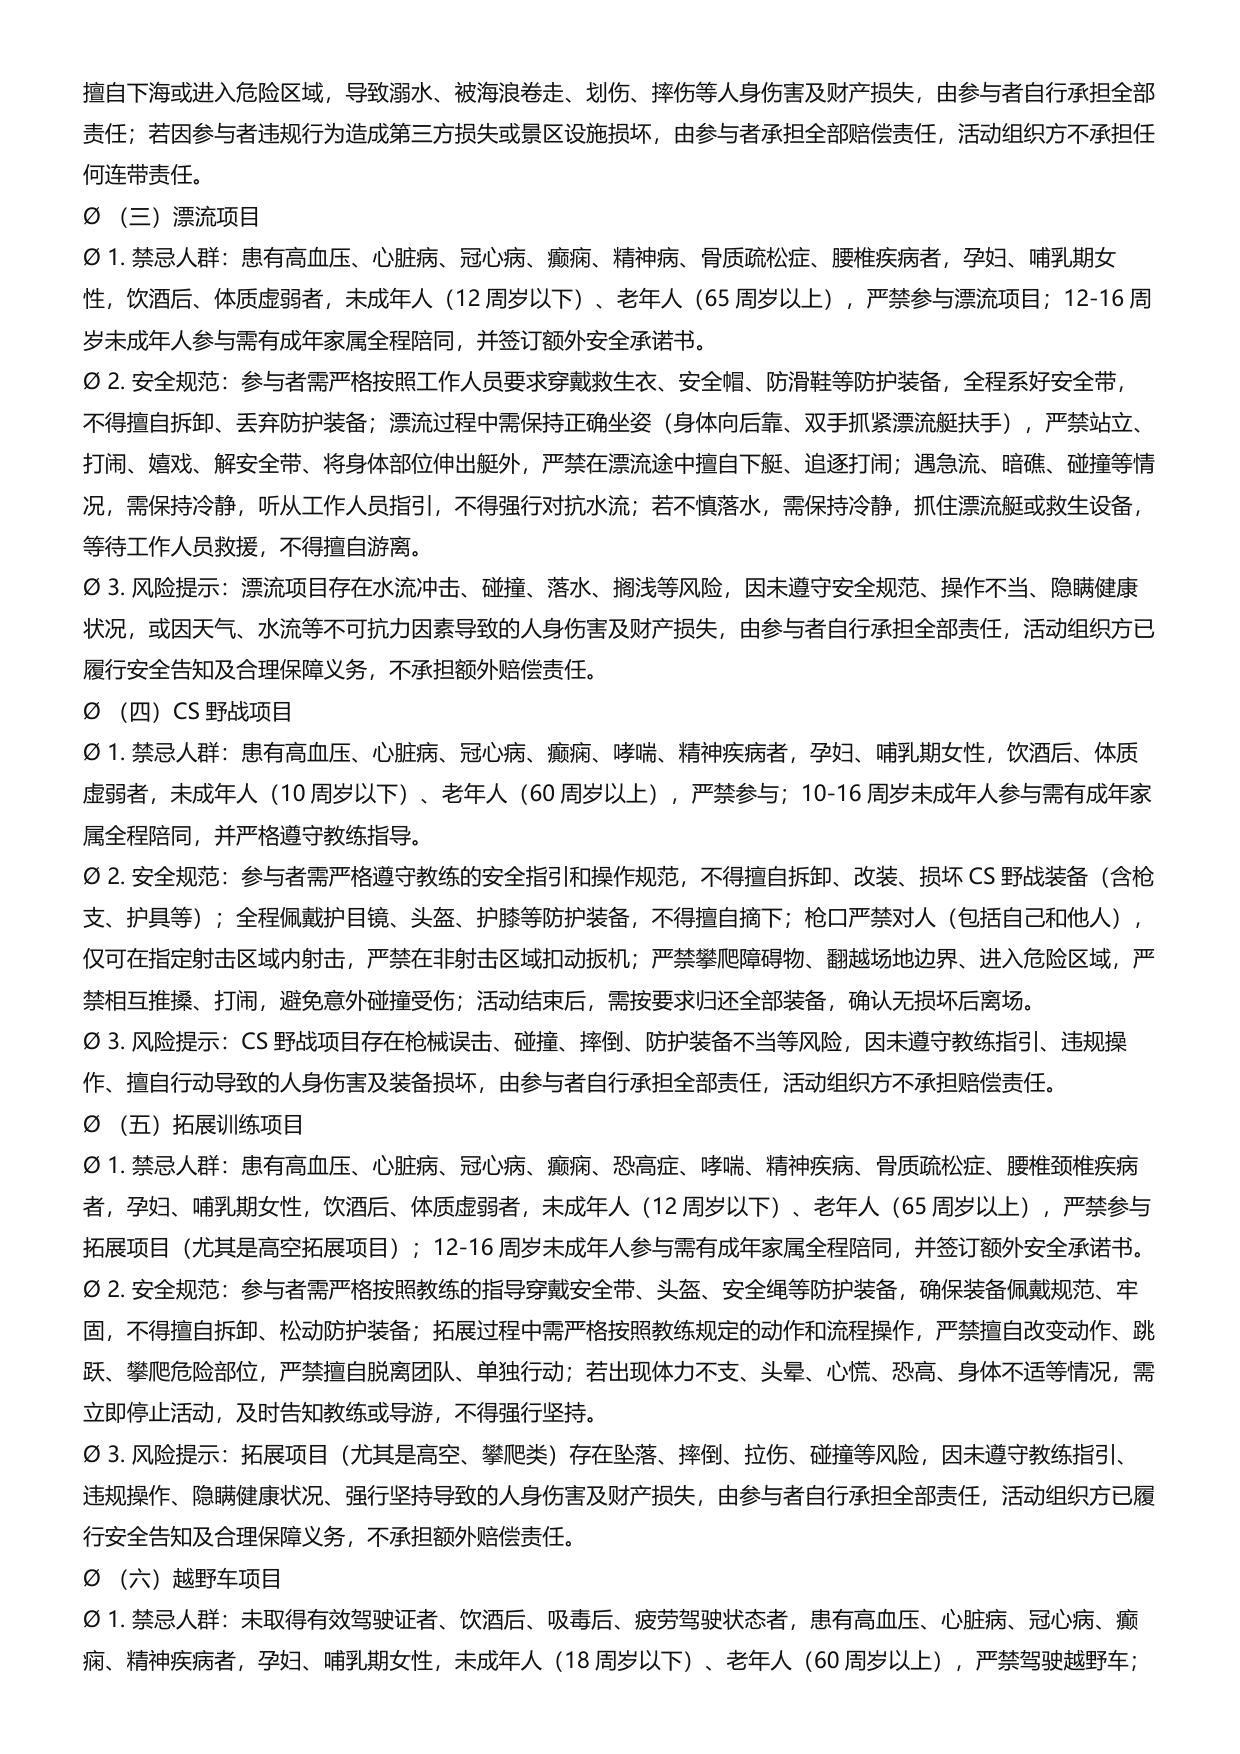 擅自下海或进入危险区域，导致溺水、被海浪卷走、划伤、摔伤等人身伤害及财产损失，由参与者自行承担全部
责任；若因参与者违规行为造成第三方损失或景区设施损坏，由参与者承担全部赔偿责任，活动组织方不承担任
何连带责任。
Ø （三）漂流项目
Ø 1. 禁忌人群：患有高血压、心脏病、冠心病、癫痫、精神病、骨质疏松症、腰椎疾病者，孕妇、哺乳期女
性，饮酒后、体质虚弱者，未成年人（12 周岁以下）、老年人（65 周岁以上），严禁参与漂流项目；12-16 周
岁未成年人参与需有成年家属全程陪同，并签订额外安全承诺书。
Ø 2. 安全规范：参与者需严格按照工作人员要求穿戴救生衣、安全帽、防滑鞋等防护装备，全程系好安全带，
不得擅自拆卸、丢弃防护装备；漂流过程中需保持正确坐姿（身体向后靠、双手抓紧漂流艇扶手），严禁站立、
打闹、嬉戏、解安全带、将身体部位伸出艇外，严禁在漂流途中擅自下艇、追逐打闹；遇急流、暗礁、碰撞等情
况，需保持冷静，听从工作人员指引，不得强行对抗水流；若不慎落水，需保持冷静，抓住漂流艇或救生设备，
等待工作人员救援，不得擅自游离。
Ø 3. 风险提示：漂流项目存在水流冲击、碰撞、落水、搁浅等风险，因未遵守安全规范、操作不当、隐瞒健康
状况，或因天气、水流等不可抗力因素导致的人身伤害及财产损失，由参与者自行承担全部责任，活动组织方已
履行安全告知及合理保障义务，不承担额外赔偿责任。
Ø （四）CS 野战项目
Ø 1. 禁忌人群：患有高血压、心脏病、冠心病、癫痫、哮喘、精神疾病者，孕妇、哺乳期女性，饮酒后、体质
虚弱者，未成年人（10 周岁以下）、老年人（60 周岁以上），严禁参与；10-16 周岁未成年人参与需有成年家
属全程陪同，并严格遵守教练指导。
Ø 2. 安全规范：参与者需严格遵守教练的安全指引和操作规范，不得擅自拆卸、改装、损坏 CS 野战装备（含枪
支、护具等）；全程佩戴护目镜、头盔、护膝等防护装备，不得擅自摘下；枪口严禁对人（包括自己和他人），
仅可在指定射击区域内射击，严禁在非射击区域扣动扳机；严禁攀爬障碍物、翻越场地边界、进入危险区域，严
禁相互推搡、打闹，避免意外碰撞受伤；活动结束后，需按要求归还全部装备，确认无损坏后离场。
Ø 3. 风险提示：CS 野战项目存在枪械误击、碰撞、摔倒、防护装备不当等风险，因未遵守教练指引、违规操
作、擅自行动导致的人身伤害及装备损坏，由参与者自行承担全部责任，活动组织方不承担赔偿责任。
Ø （五）拓展训练项目
Ø 1. 禁忌人群：患有高血压、心脏病、冠心病、癫痫、恐高症、哮喘、精神疾病、骨质疏松症、腰椎颈椎疾病
者，孕妇、哺乳期女性，饮酒后、体质虚弱者，未成年人（12 周岁以下）、老年人（65 周岁以上），严禁参与
拓展项目（尤其是高空拓展项目）；12-16 周岁未成年人参与需有成年家属全程陪同，并签订额外安全承诺书。
Ø 2. 安全规范：参与者需严格按照教练的指导穿戴安全带、头盔、安全绳等防护装备，确保装备佩戴规范、牢
固，不得擅自拆卸、松动防护装备；拓展过程中需严格按照教练规定的动作和流程操作，严禁擅自改变动作、跳
跃、攀爬危险部位，严禁擅自脱离团队、单独行动；若出现体力不支、头晕、心慌、恐高、身体不适等情况，需
立即停止活动，及时告知教练或导游，不得强行坚持。
Ø 3. 风险提示：拓展项目（尤其是高空、攀爬类）存在坠落、摔倒、拉伤、碰撞等风险，因未遵守教练指引、
违规操作、隐瞒健康状况、强行坚持导致的人身伤害及财产损失，由参与者自行承担全部责任，活动组织方已履
行安全告知及合理保障义务，不承担额外赔偿责任。
Ø （六）越野车项目
Ø 1. 禁忌人群：未取得有效驾驶证者、饮酒后、吸毒后、疲劳驾驶状态者，患有高血压、心脏病、冠心病、癫
痫、精神疾病者，孕妇、哺乳期女性，未成年人（18 周岁以下）、老年人（60 周岁以上），严禁驾驶越野车；